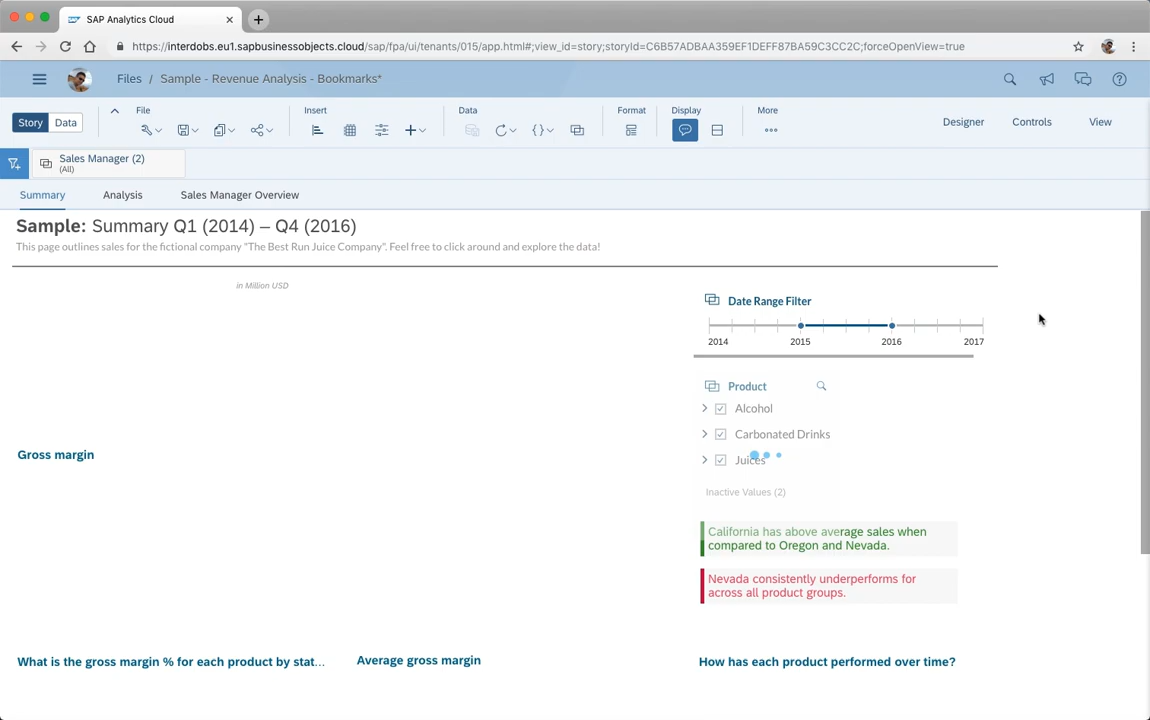 SAP Analytics Cloud
https://interdobs.eu1.sapbusinessobjects.cloud/sap/fpa/ui/tenants/015/app.html#;view_id=story;storyId=C6B57ADBAA359EF1DEFF87BA59C3CC2C;forceOpenView=true
Files / Sample - Revenue Analysis - Bookmarks*
Story Data File Insert Data Format Display More
Designer Controls View
Sales Manager (2)
(All)
Summary Analysis Sales Manager Overview
Sample: Summary Q1 (2014) – Q4 (2016)
This page outlines sales for the fictional company "The Best Run Juice Company". Feel free to click around and explore the data!
in Million USD
Date Range Filter
2014 2015 2016 2017
Product
Alcohol
Carbonated Drinks
Juices
Inactive Values (2)
Gross margin
California has above average sales when
compared to Oregon and Nevada.
Nevada consistently underperforms for
across all product groups.
What is the gross margin % for each product by stat...
Average gross margin
How has each product performed over time?